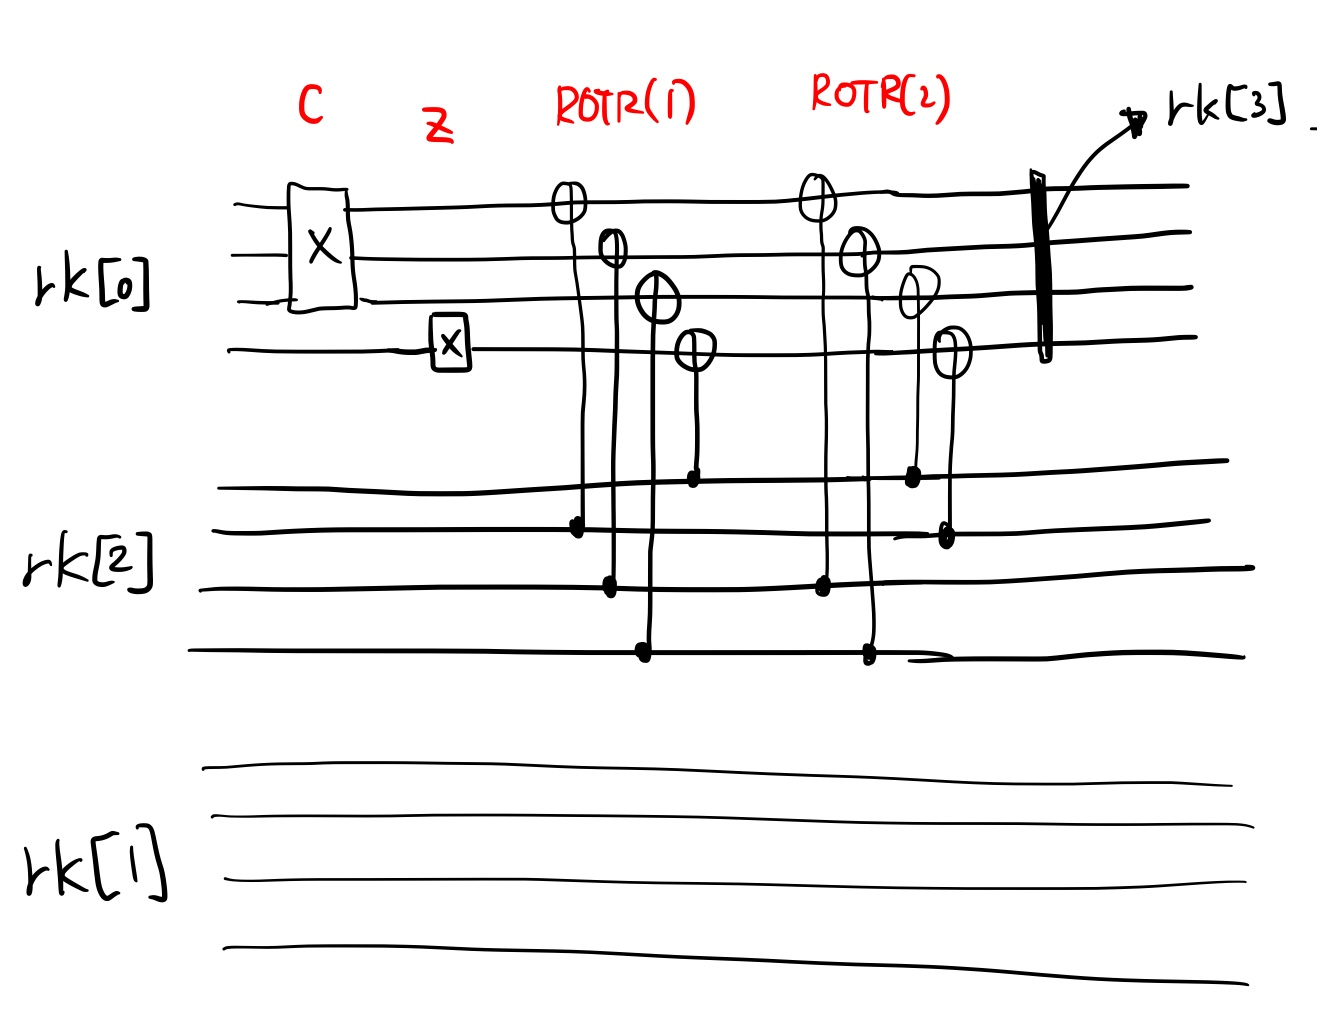 C
Z
ROTR(1)
ROTR(2)
rk[3]
rk[0]
X
X
rk[2]
rk[1]